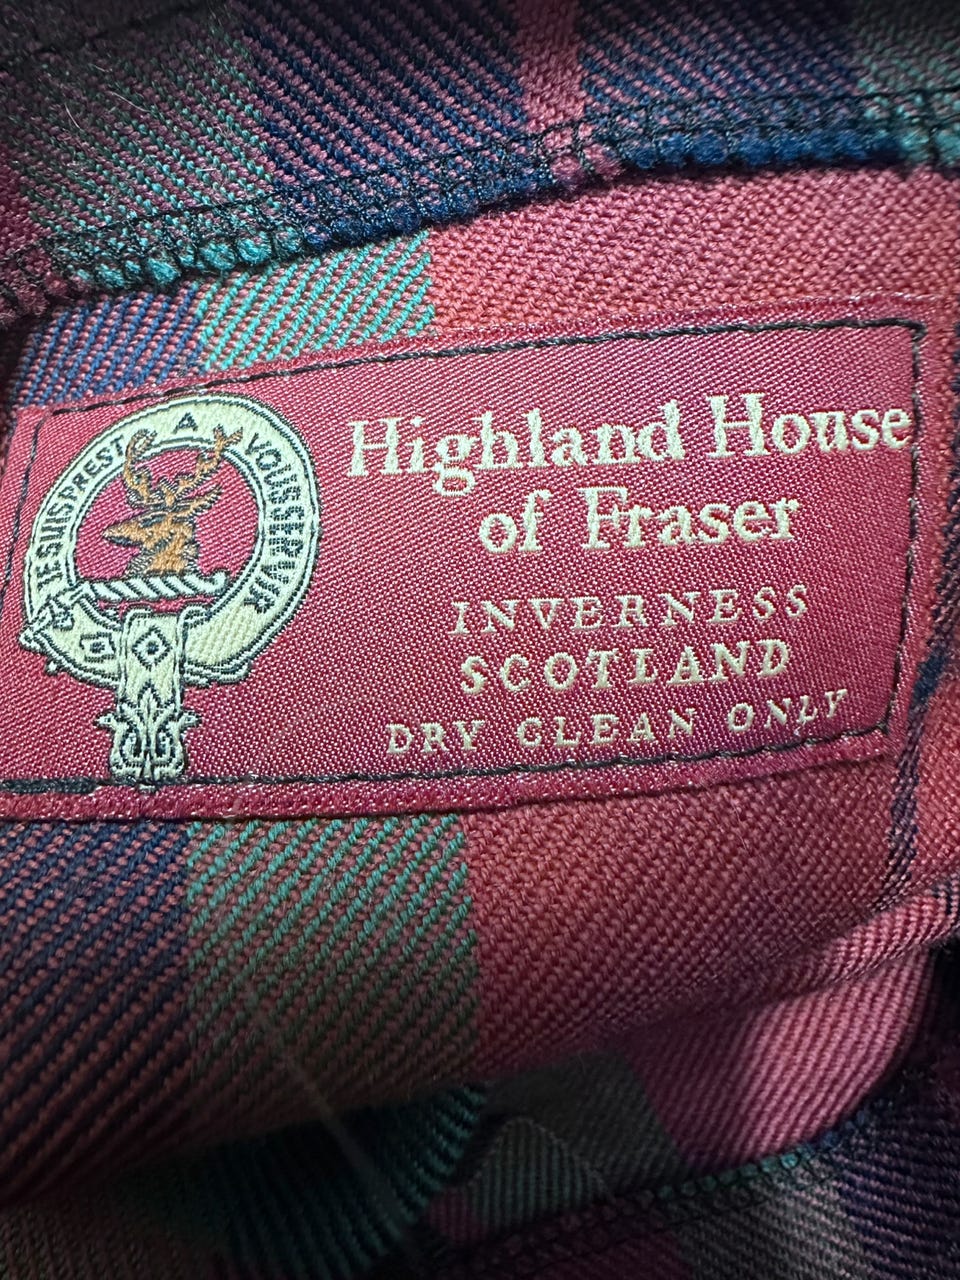 JE SUIS PREST A VOUS SERVIR
Highland House
of Fraser
INVERNESS
SCOTLAND
DRY CLEAN ONLY